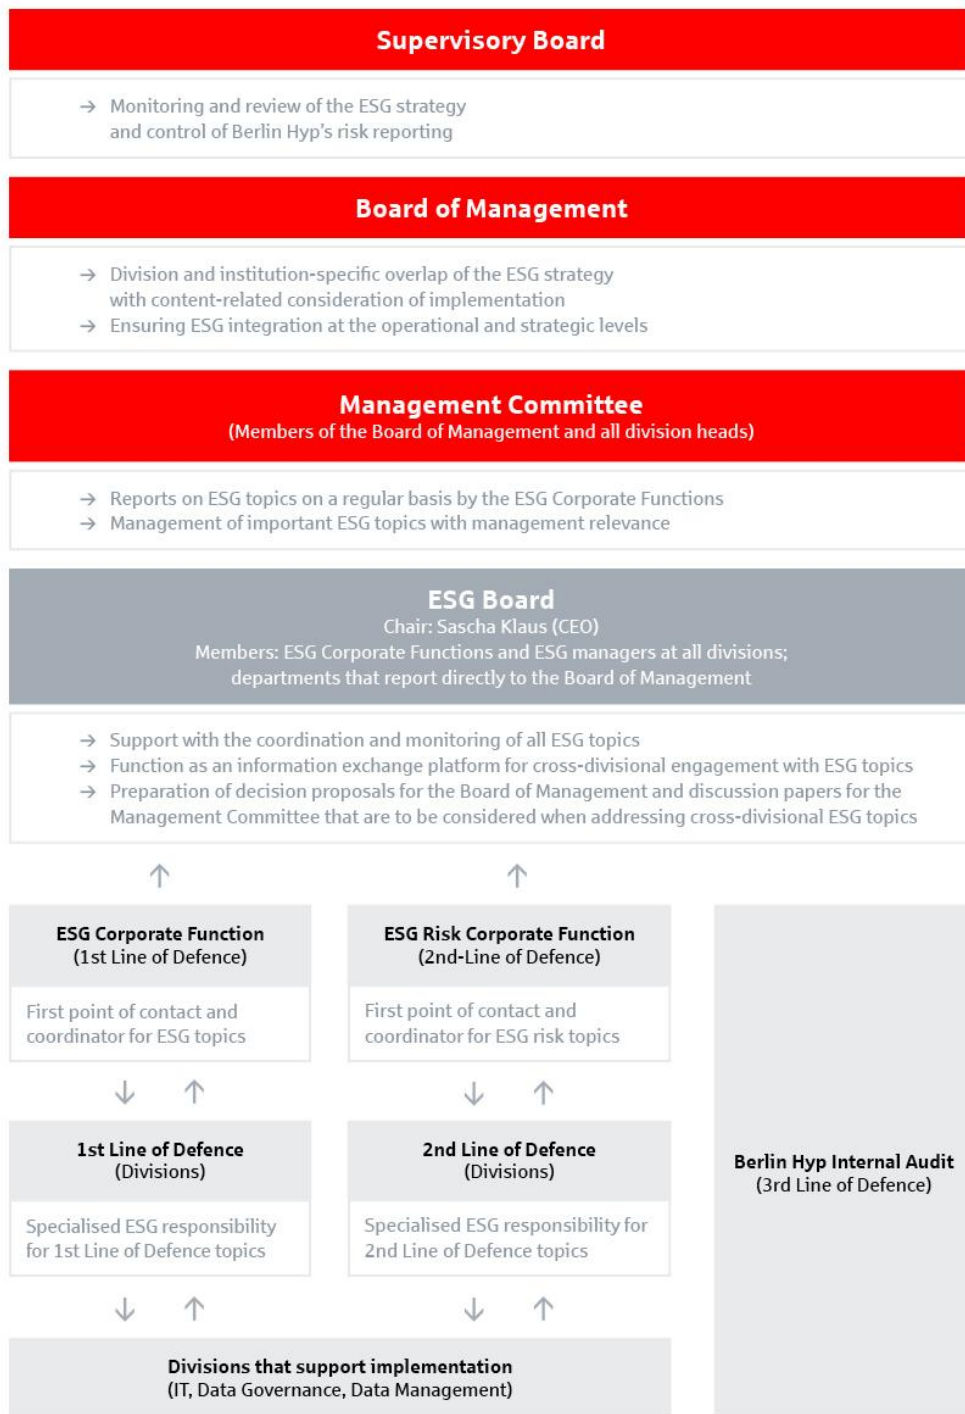 Supervisory Board
→ Monitoring and review of the ESG strategy
and control of Berlin Hyp's risk reporting
Board of Management
→ Division and institution-specific overlap of the ESG strategy
with content-related consideration of implementation
→ Ensuring ESG integration at the operational and strategic levels
Management Committee
(Members of the Board of Management and all division heads)
→ Reports on ESG topics on a regular basis by the ESG Corporate Functions
→ Management of important ESG topics with management relevance
ESG Board
Chair: Sascha Klaus (CEO)
Members: ESG Corporate Functions and ESG managers at all divisions;
departments that report directly to the Board of Management
→ Support with the coordination and monitoring of all ESG topics
→ Function as an information exchange platform for cross-divisional engagement with ESG topics
→ Preparation of decision proposals for the Board of Management and discussion papers for the
Management Committee that are to be considered when addressing cross-divisional ESG topics
ESG Corporate Function
(1st Line of Defence)
First point of contact and
coordinator for ESG topics
ESG Risk Corporate Function
(2nd-Line of Defence)
First point of contact and
coordinator for ESG risk topics
1st Line of Defence
(Divisions)
Specialised ESG responsibility
for 1st Line of Defence topics
2nd Line of Defence
(Divisions)
Specialised ESG responsibility for
2nd Line of Defence topics
Berlin Hyp Internal Audit
(3rd Line of Defence)
Divisions that support implementation
(IT, Data Governance, Data Management)